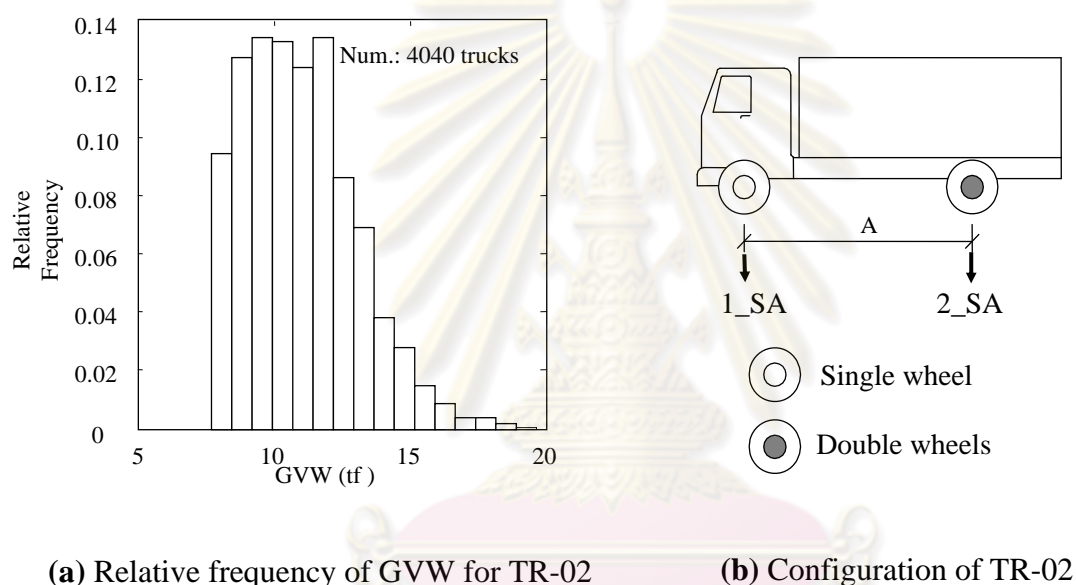 0.14
0.12
0.10
0.08
0.06
0.04
0.02
0
Relative
Frequency
Num.: 4040 trucks
5 10 15 20
GVW (tf )
A
1_SA 2_SA
Single wheel
Double wheels
(a) Relative frequency of GVW for TR-02
(b) Configuration of TR-02